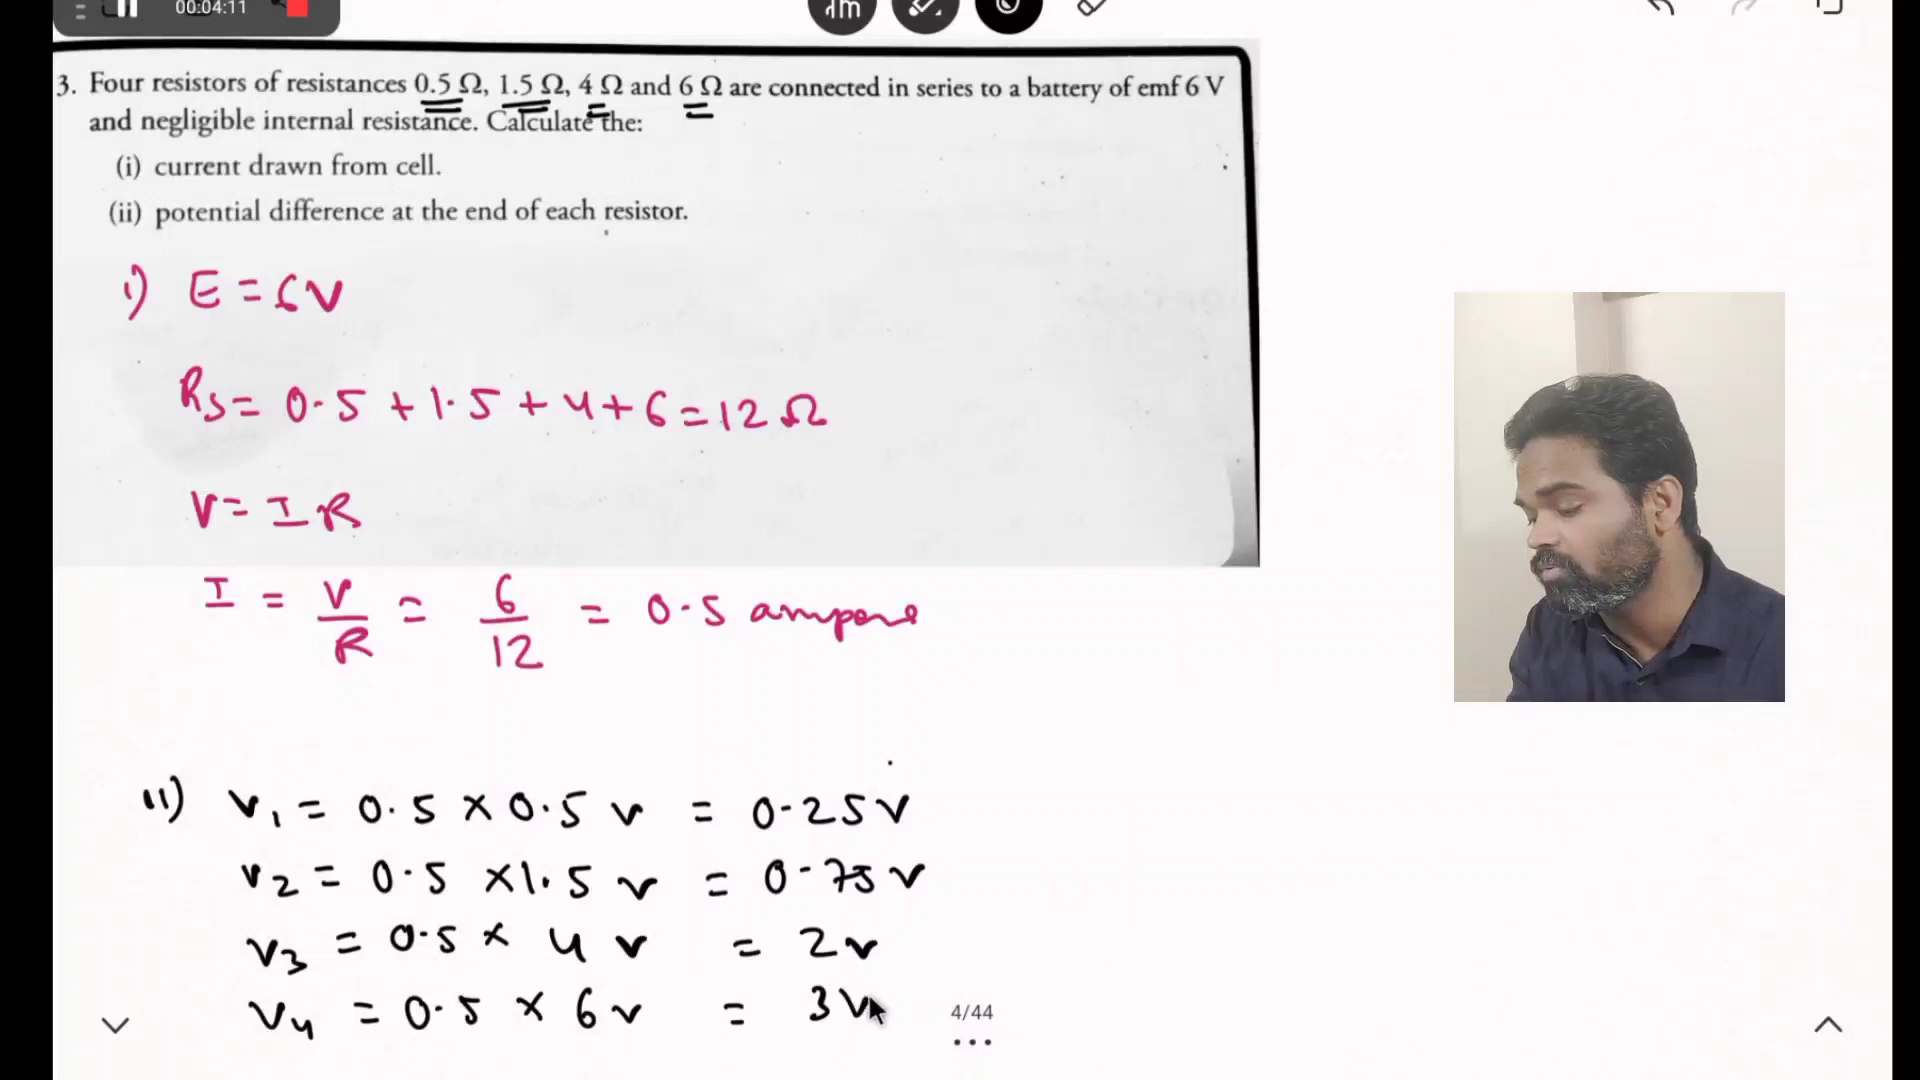 00:04:11
3. Four resistors of resistances 0.5 Ω, 1.5 Ω, 4 Ω and 6 Ω are connected in series to a battery of emf 6 V
and negligible internal resistance. Calculate the:
(i) current drawn from cell.
(ii) potential difference at the end of each resistor.
i) E = 6V
Rs = 0.5 + 1.5 + 4 + 6 = 12 Ω
V = I R
I = V/R = 6/12 = 0.5 ampere
ii) V1 = 0.5 × 0.5 v = 0.25 v
V2 = 0.5 × 1.5 v = 0.75 v
V3 = 0.5 × 4 v = 2v
V4 = 0.5 × 6 v = 3v
4/44